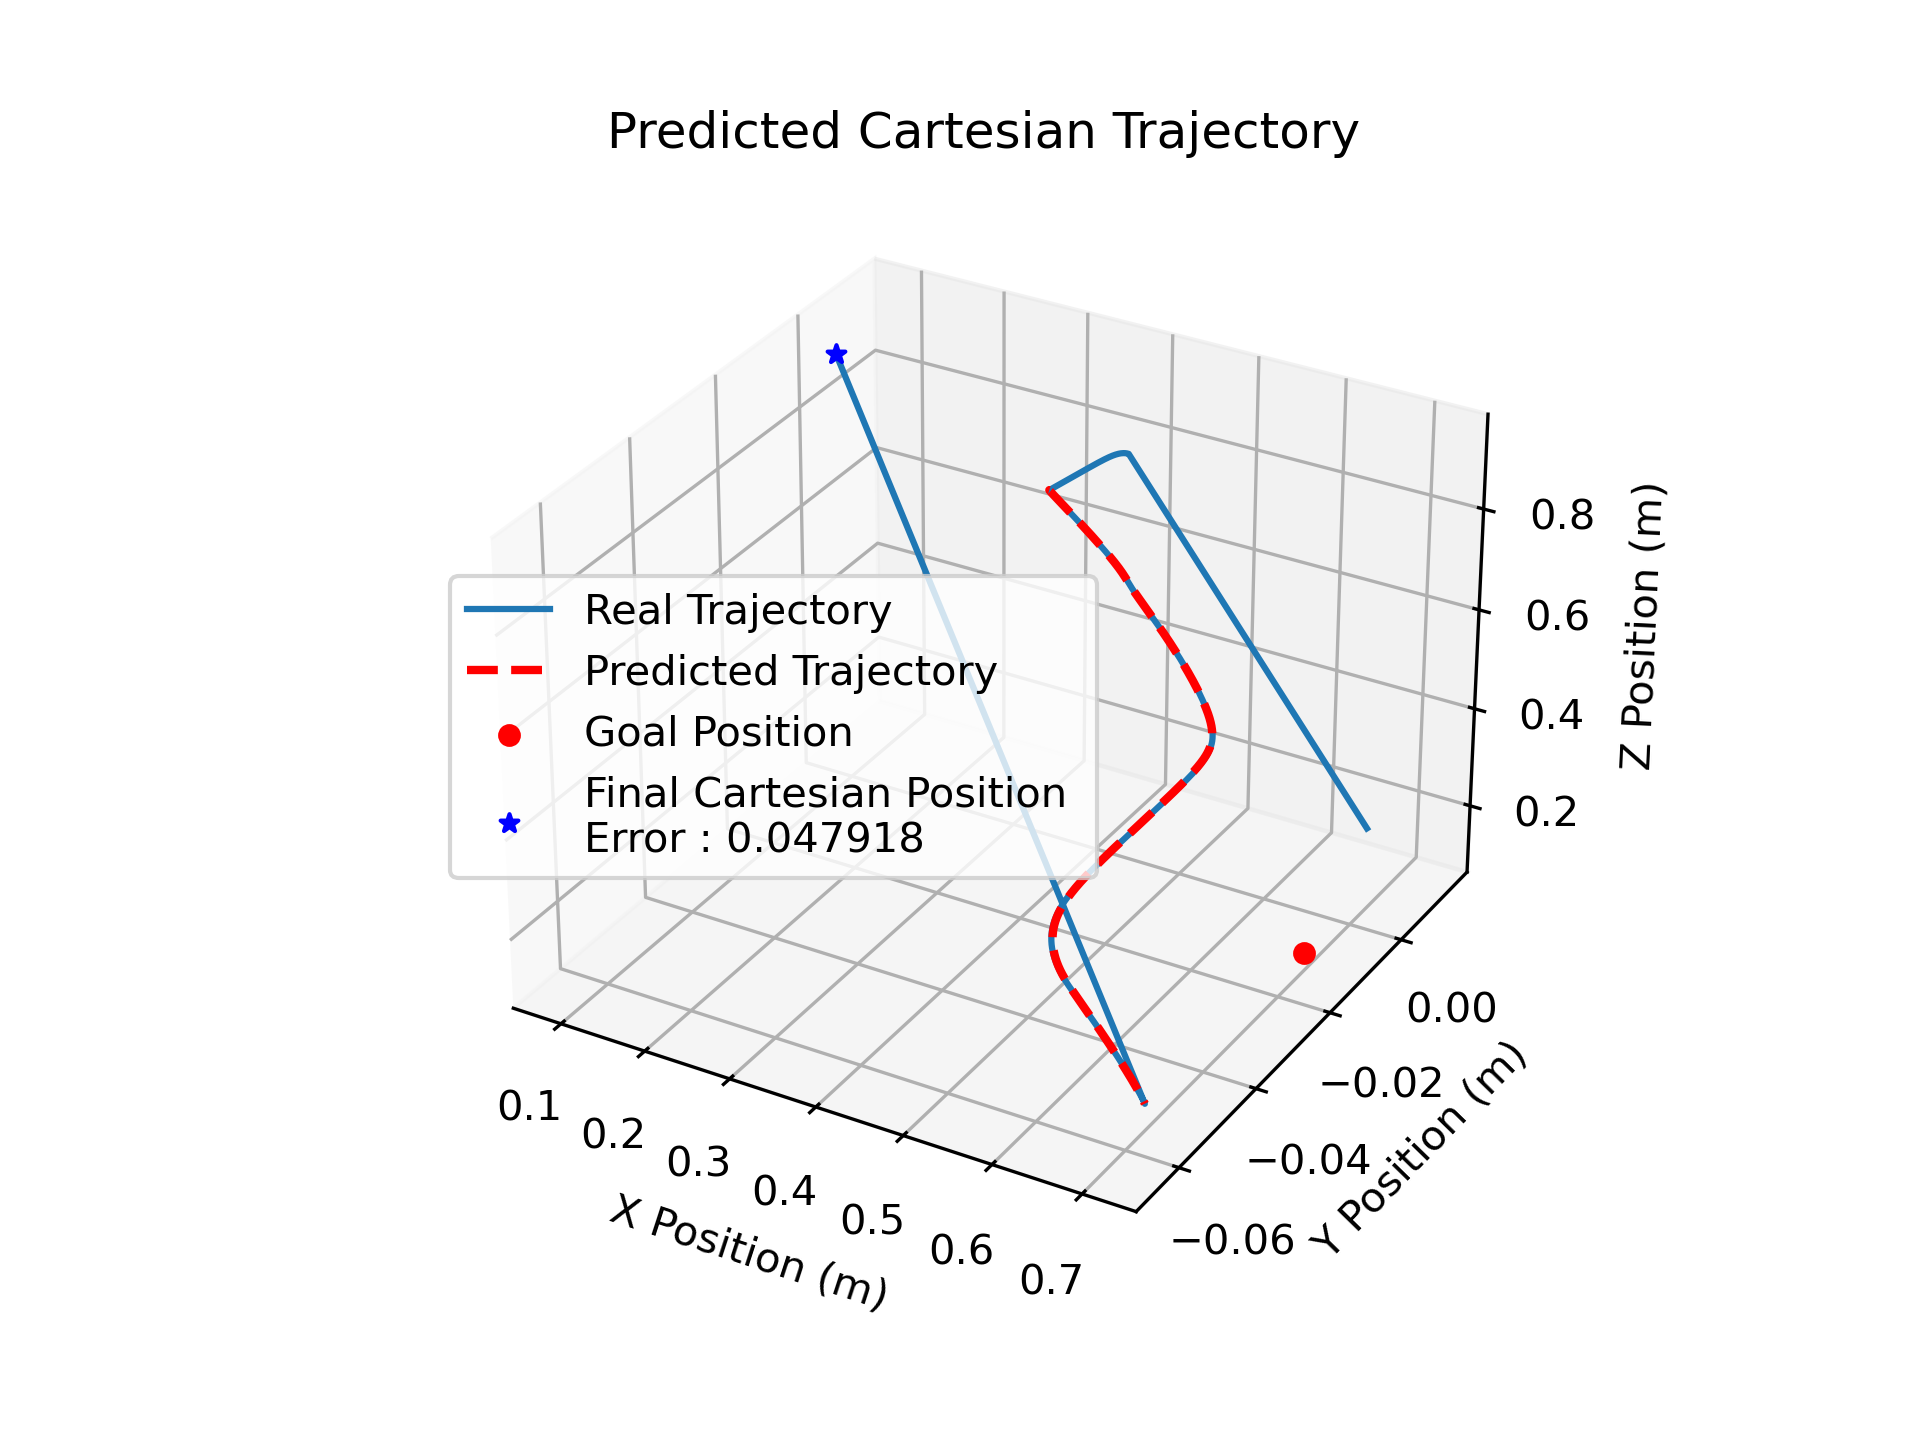 Predicted Cartesian Trajectory
Real Trajectory
Predicted Trajectory
Goal Position
Final Cartesian Position
Error : 0.047918
0.8
0.6
0.4
0.2
Z Position (m)
0.00
−0.02
−0.04
−0.06
Y Position (m)
0.1
0.2
0.3
0.4
0.5
0.6
0.7
X Position (m)